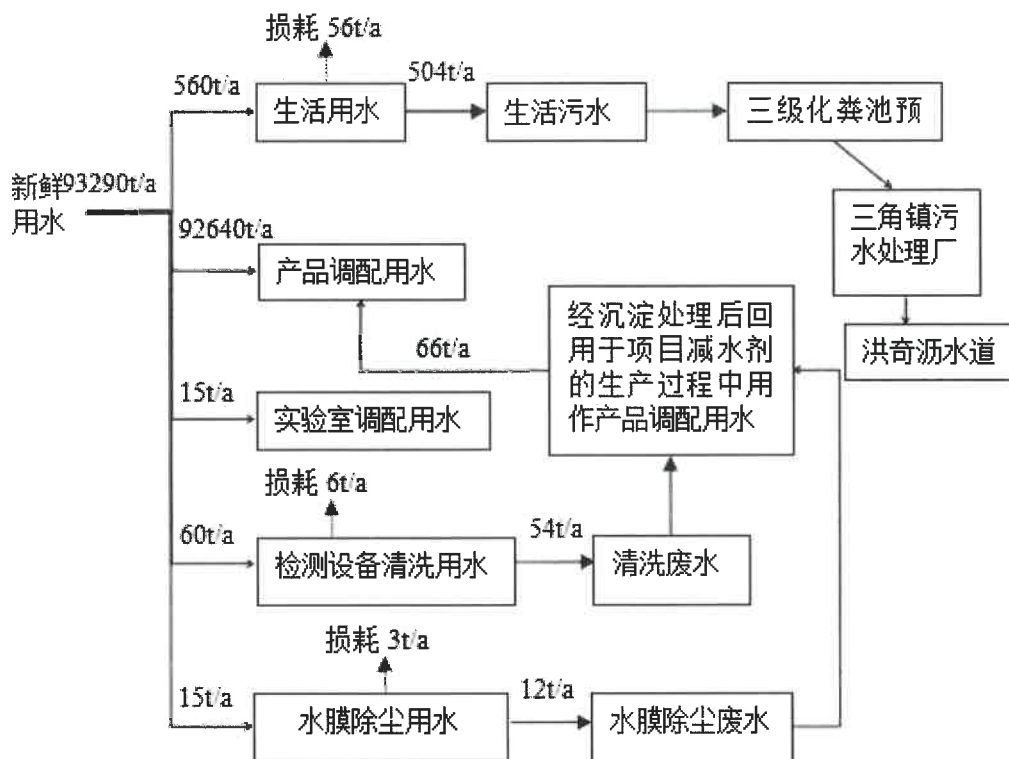 损耗 56t/a
560t/a
504t/a
生活用水
生活污水
三级化粪池预
新鲜 93290t/a
用水
三角镇污
水处理厂
92640t/a
产品调配用水
经沉淀处理后回
用于项目减水剂
的生产过程中用
作产品调配用水
66t/a
洪奇沥水道
15t/a
实验室调配用水
损耗 6t/a
60t/a
54t/a
检测设备清洗用水
清洗废水
损耗 3t/a
15t/a
12t/a
水膜除尘用水
水膜除尘废水